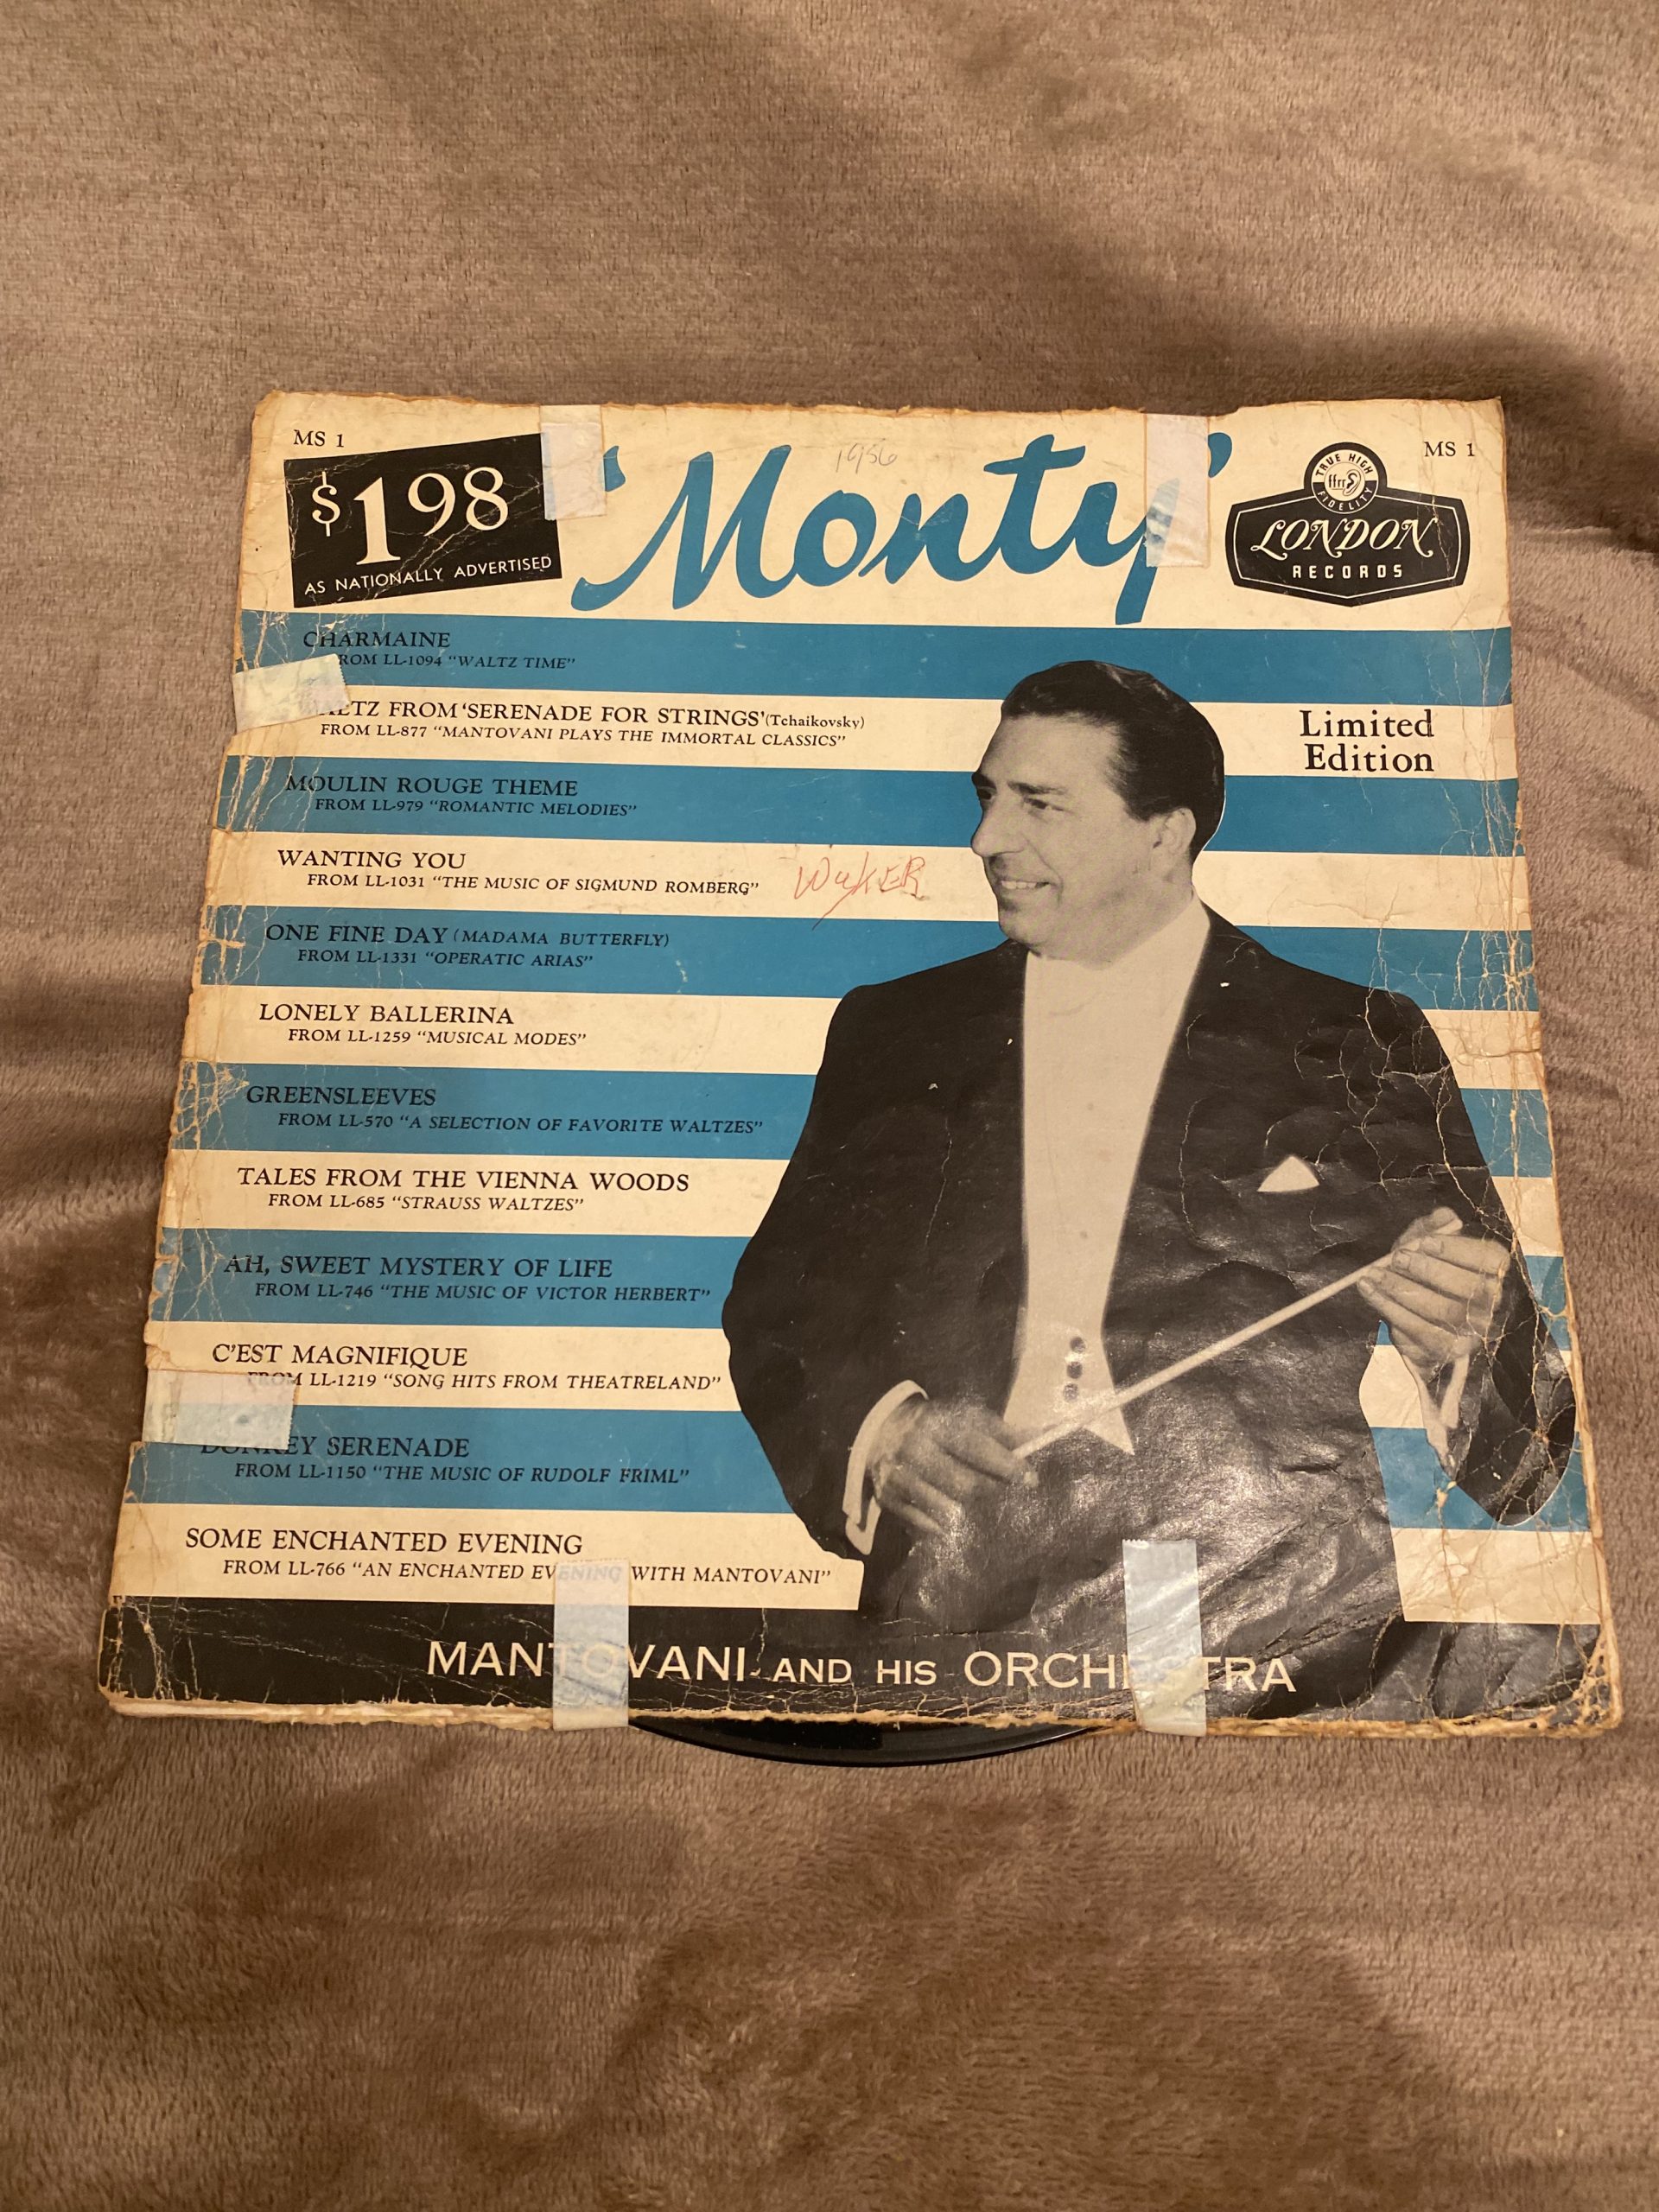 MS 1
$1.98
AS NATIONALLY ADVERTISED
'Monty'
1956
MS 1
TRUE HIGH FIDELITY
ffrr
LONDON
RECORDS
CHARMAINE
FROM LL-1094 "WALTZ TIME"
FROM 'SERENADE FOR STRINGS' (Tchaikovsky)
FROM LL-877 "MANTOVANI PLAYS THE IMMORTAL CLASSICS"
Limited
Edition
MOULIN ROUGE THEME
FROM LL-979 "ROMANTIC MELODIES"
WANTING YOU
FROM LL-1031 "THE MUSIC OF SIGMUND ROMBERG"
ONE FINE DAY (MADAMA BUTTERFLY)
FROM LL-1331 "OPERATIC ARIAS"
LONELY BALLERINA
FROM LL-1259 "MUSICAL MODES"
GREENSLEEVES
FROM LL-570 "A SELECTION OF FAVORITE WALTZES"
TALES FROM THE VIENNA WOODS
FROM LL-685 "STRAUSS WALTZES"
AH, SWEET MYSTERY OF LIFE
FROM LL-746 "THE MUSIC OF VICTOR HERBERT"
C'EST MAGNIFIQUE
FROM LL-1219 "SONG HITS FROM THEATRELAND"
DONKEY SERENADE
FROM LL-1150 "THE MUSIC OF RUDOLF FRIML"
SOME ENCHANTED EVENING
FROM LL-766 "AN ENCHANTED EVENING WITH MANTOVANI"
MANTOVANI AND HIS ORCHESTRA